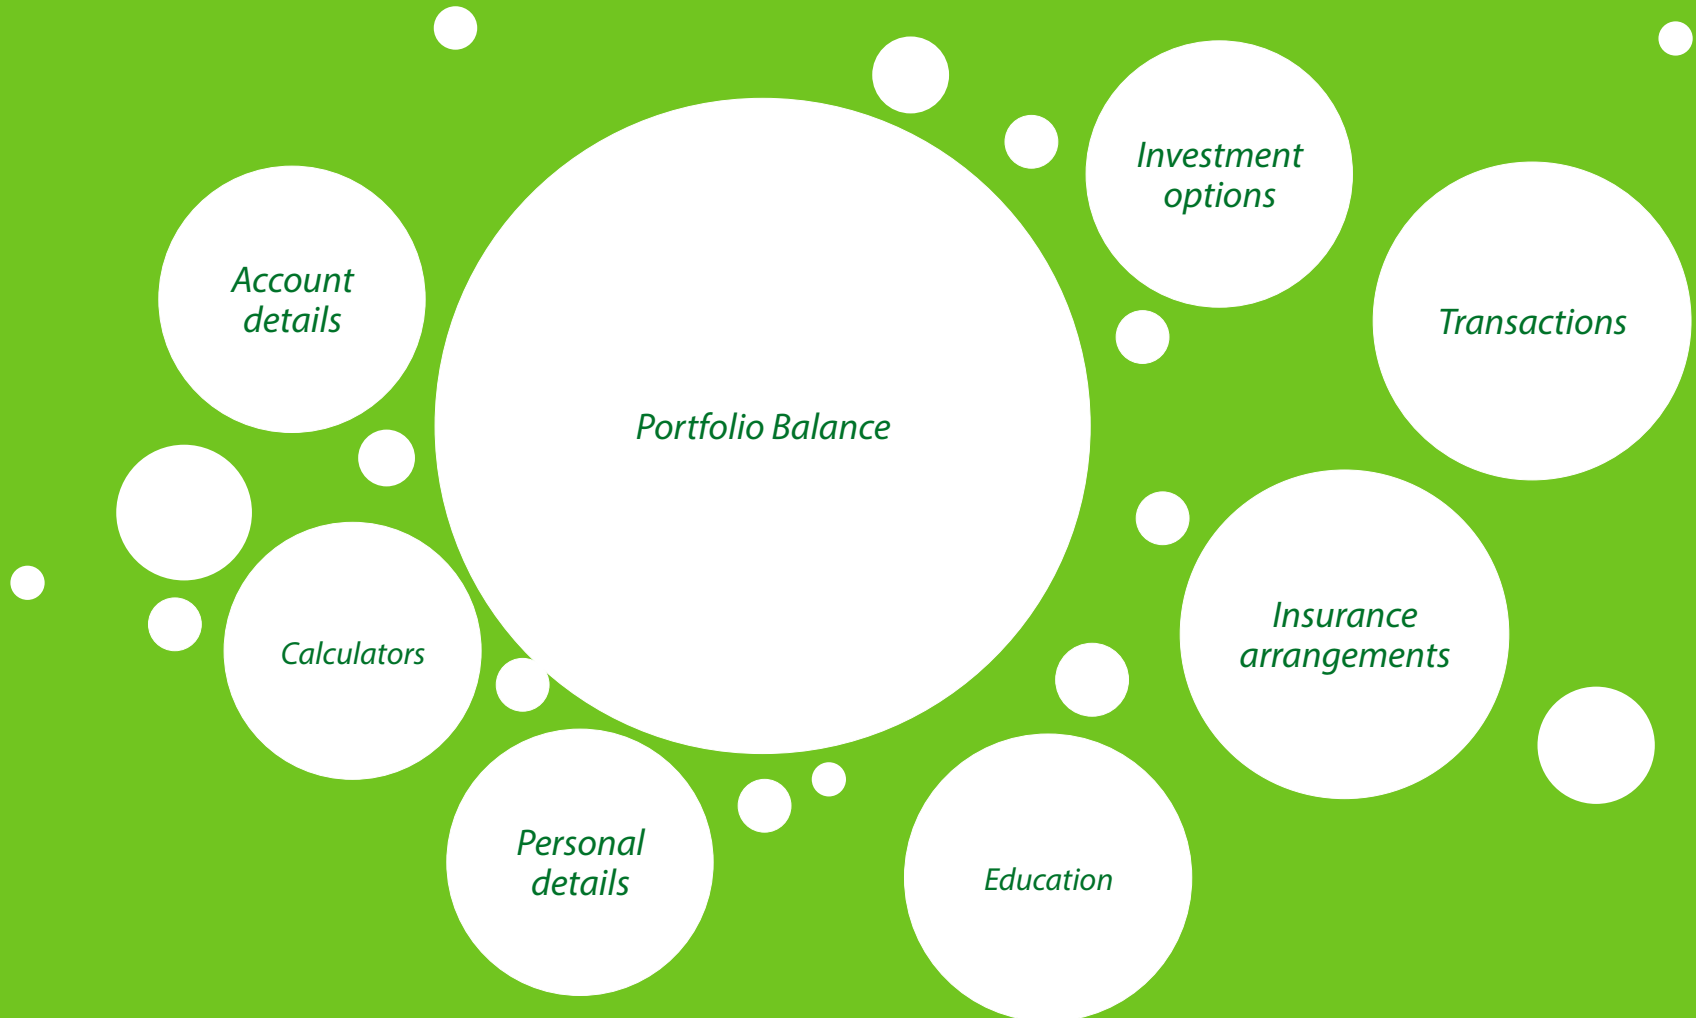 Investment
options
Account
details
Transactions
Portfolio Balance
Insurance
arrangements
Calculators
Personal
details
Education